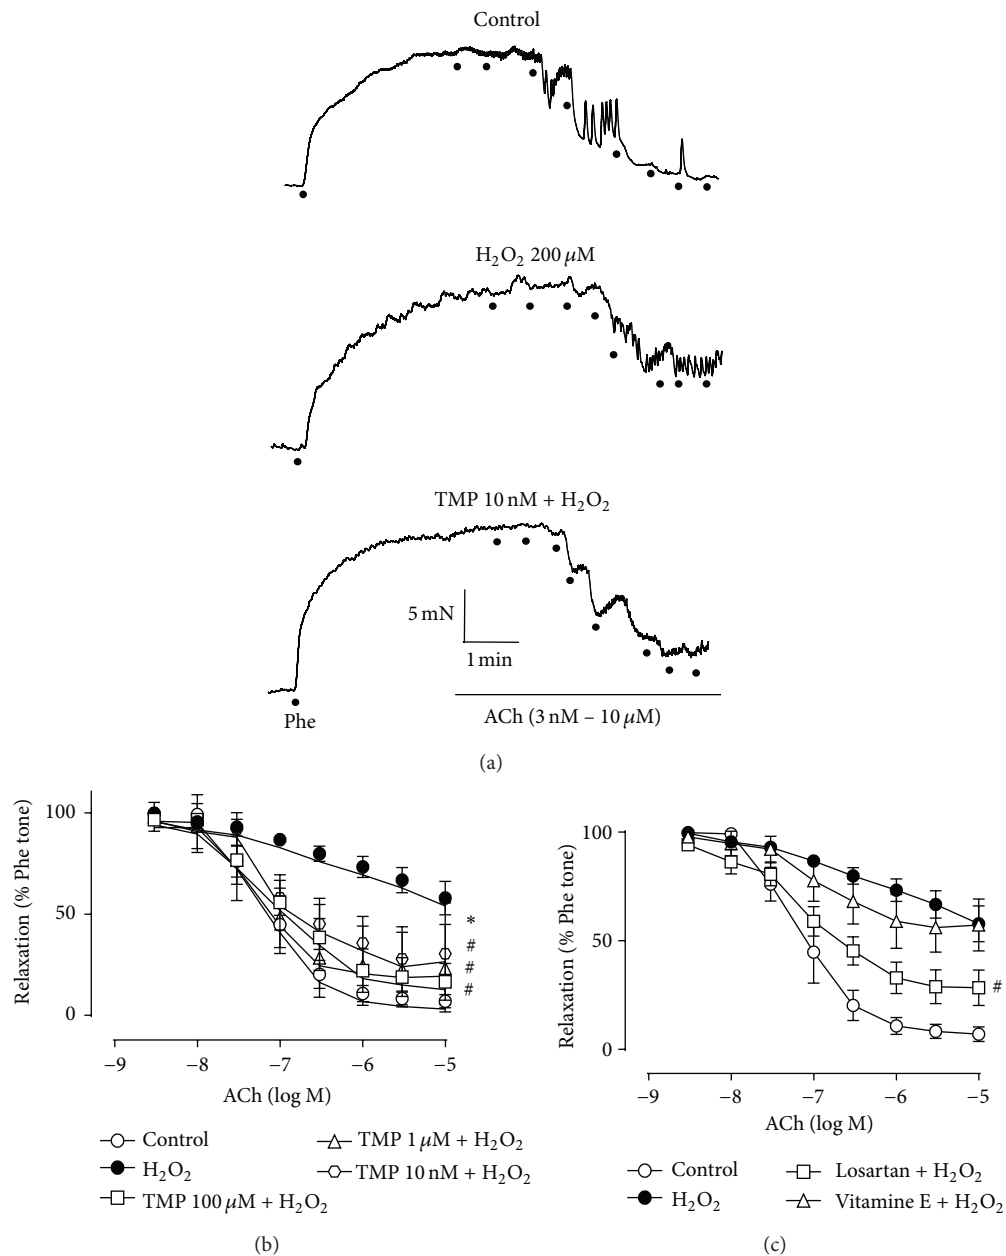 Control
H₂O₂ 200 μM
TMP 10 nM + H₂O₂
5 mN
1 min
Phe
ACh (3 nM – 10 μM)
(a)
Relaxation (% Phe tone)
100
50
0
*
#
#
#
−9 −8 −7 −6 −5
ACh (log M)
Control
H₂O₂
TMP 100 μM + H₂O₂
TMP 1 μM + H₂O₂
TMP 10 nM + H₂O₂
(b)
Relaxation (% Phe tone)
100
50
0
#
−9 −8 −7 −6 −5
ACh (log M)
Control
H₂O₂
Losartan + H₂O₂
Vitamine E + H₂O₂
(c)